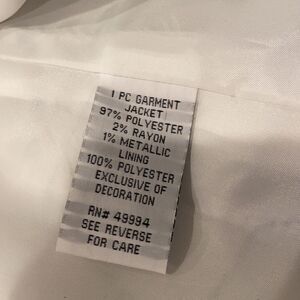 1 PC GARMENT
JACKET
97% POLYESTER
2% RAYON
1% METALLIC
LINING
100% POLYESTER
EXCLUSIVE OF
DECORATION
RN# 49994
SEE REVERSE
FOR CARE